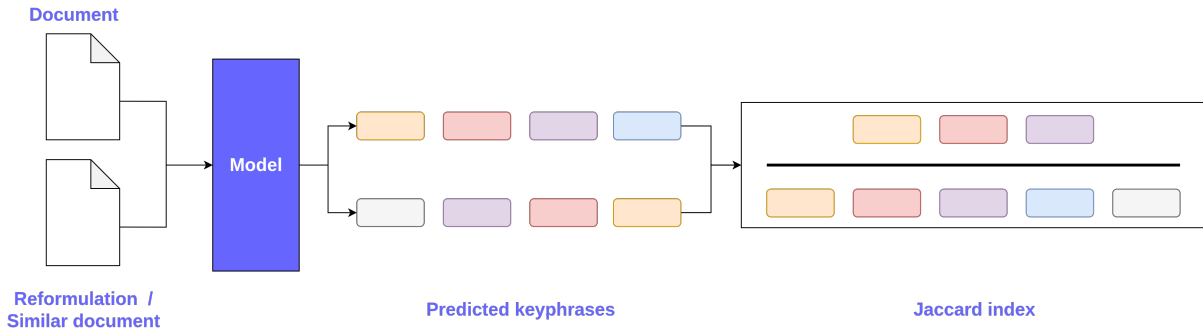 Document
Model
Reformulation /
Similar document
Predicted keyphrases
Jaccard index